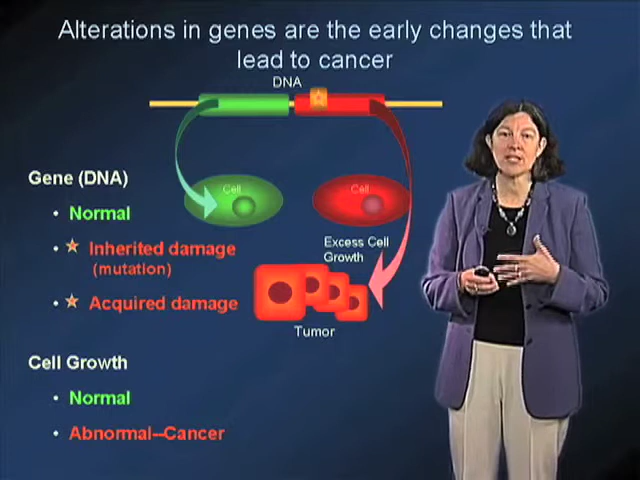 Alterations in genes are the early changes that
lead to cancer
DNA
Gene (DNA)
• Normal
• Inherited damage
(mutation)
• Acquired damage
Cell
Cell
Excess Cell
Growth
Tumor
Cell Growth
• Normal
• Abnormal--Cancer